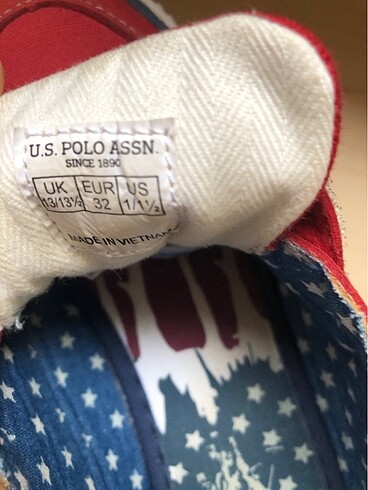 U.S. POLO ASSN.
SINCE 1890
UK EUR US
13/13½ 32 1/1½
MADE IN VIETNAM